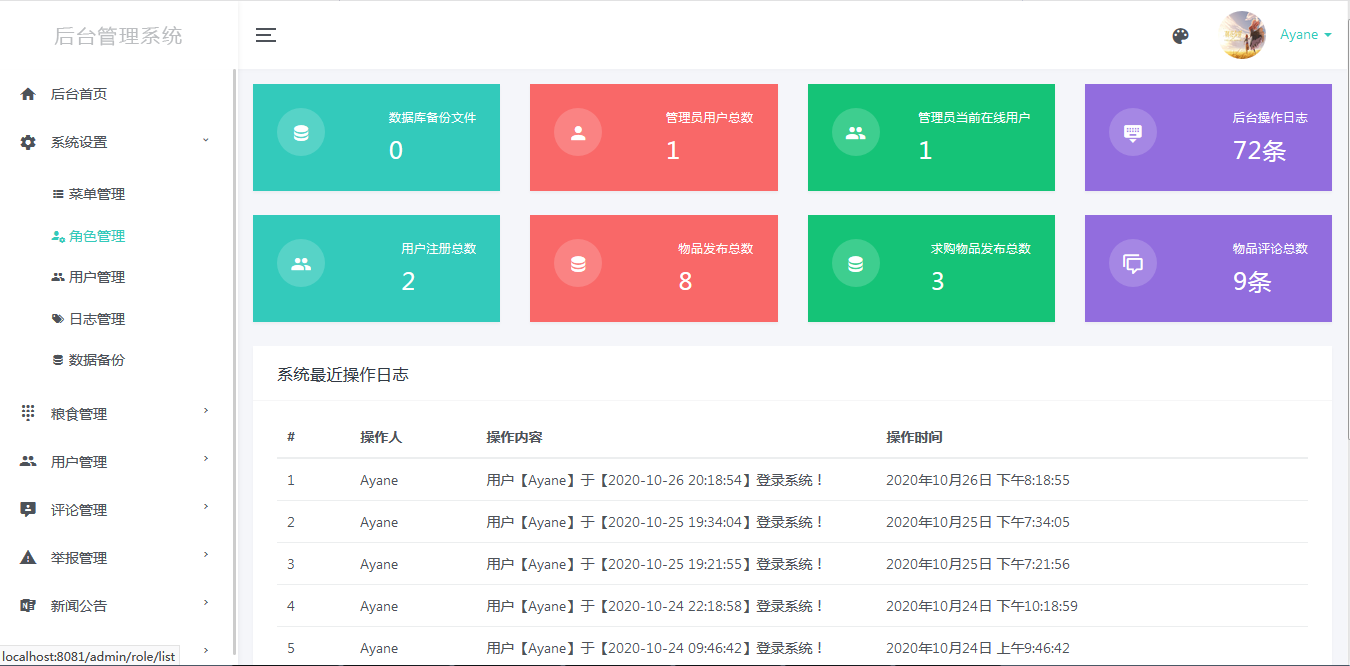 后台管理系统
Ayane
后台首页
系统设置
菜单管理
角色管理
用户管理
日志管理
数据备份
粮食管理
用户管理
评论管理
举报管理
新闻公告
localhost:8081/admin/role/list
数据库备份文件
0
管理员用户总数
1
管理员当前在线用户
1
后台操作日志
72条
用户注册总数
2
物品发布总数
8
求购物品发布总数
3
物品评论总数
9条
系统最近操作日志
# 操作人 操作内容 操作时间
1 Ayane 用户【Ayane】于【2020-10-26 20:18:54】登录系统！ 2020年10月26日 下午8:18:55
2 Ayane 用户【Ayane】于【2020-10-25 19:34:04】登录系统！ 2020年10月25日 下午7:34:05
3 Ayane 用户【Ayane】于【2020-10-25 19:21:55】登录系统！ 2020年10月25日 下午7:21:56
4 Ayane 用户【Ayane】于【2020-10-24 22:18:58】登录系统！ 2020年10月24日 下午10:18:59
5 Ayane 用户【Ayane】于【2020-10-24 09:46:42】登录系统！ 2020年10月24日 上午9:46:42